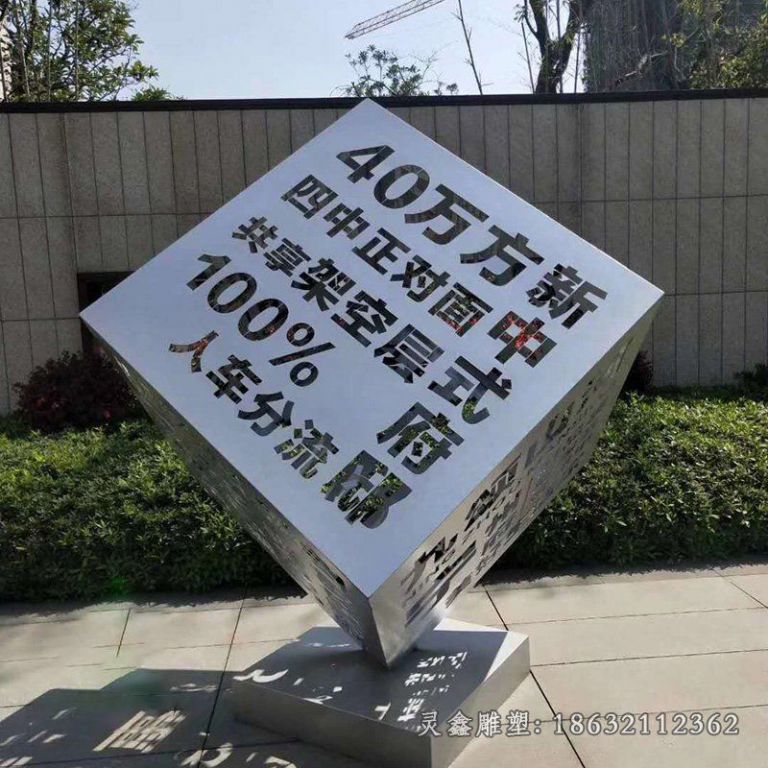 40万方
四中正对面
共享架空层
100%
人车分流
新中式府邸
灵鑫雕塑:18632112362